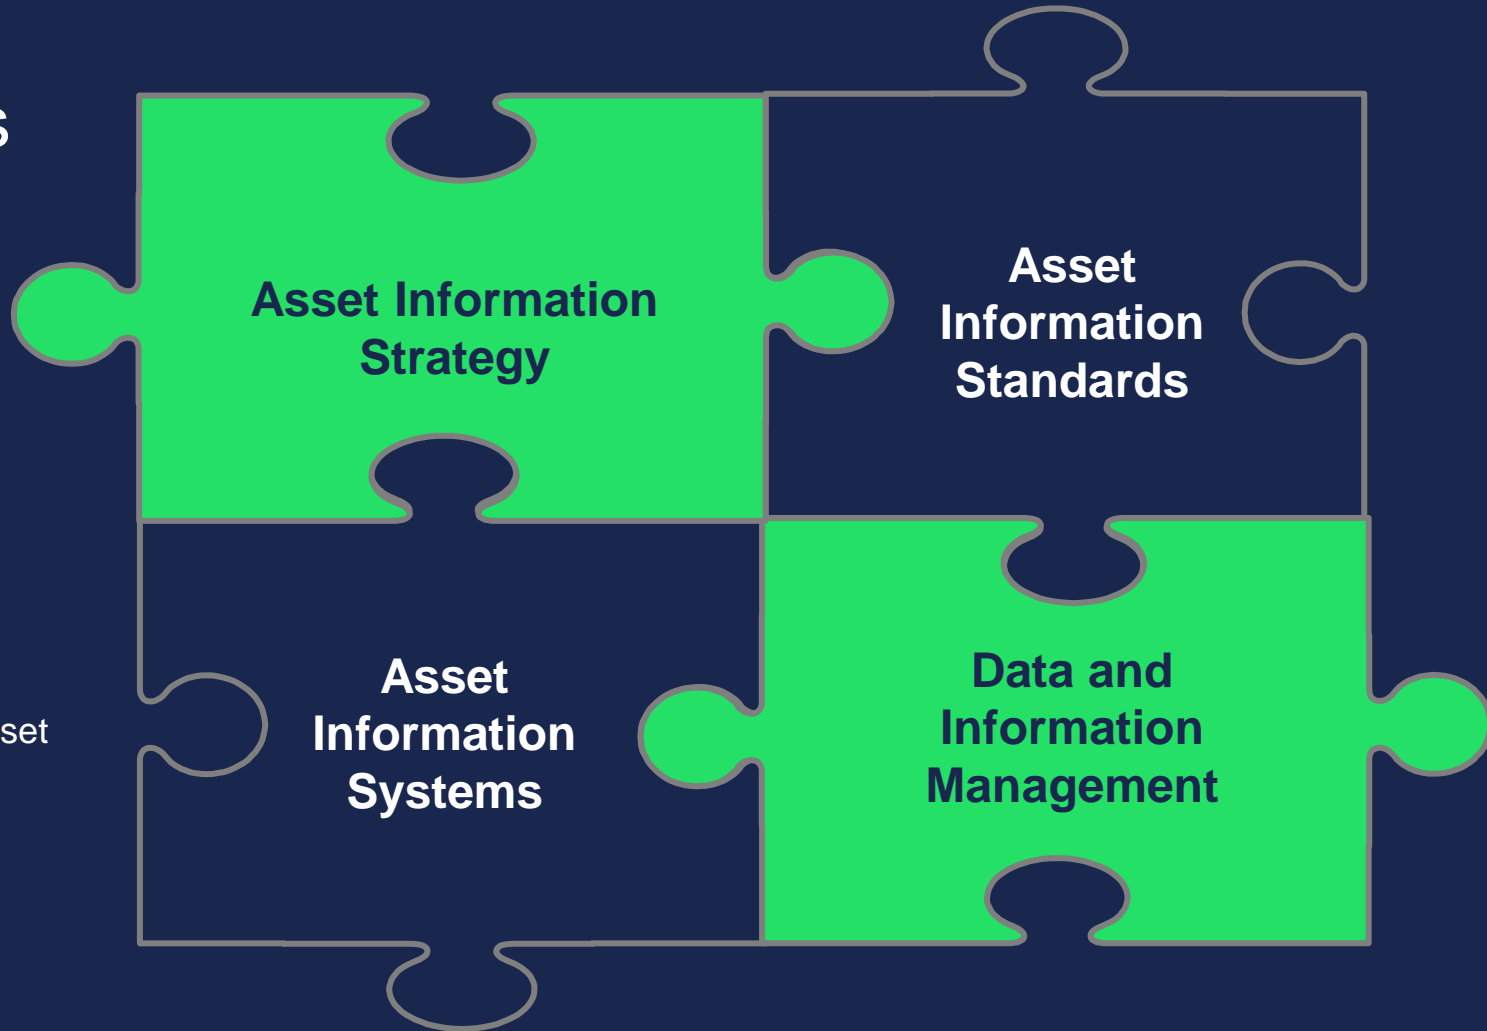 s
Asset Information
Strategy
Asset
Information
Standards
set
Asset
Information
Systems
Data and
Information
Management